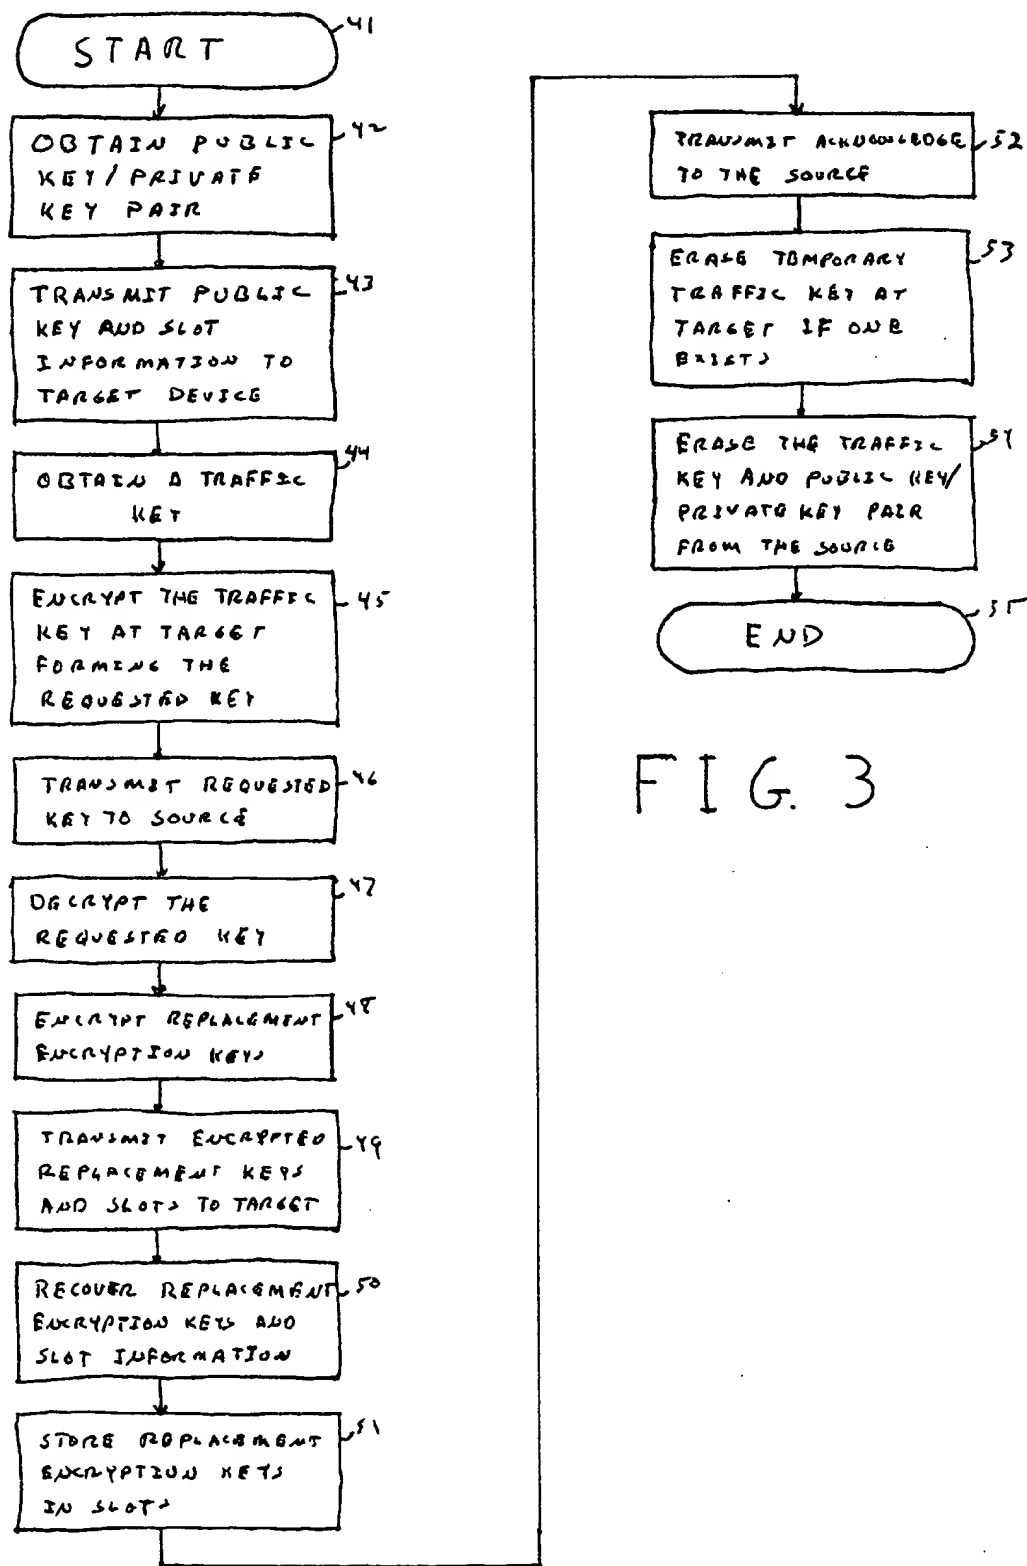 START
41
OBTAIN PUBLIC
KEY/PRIVATE
KEY PAIR
42
TRANSMIT PUBLIC
KEY AND SLOT
INFORMATION TO
TARGET DEVICE
43
OBTAIN A TRAFFIC
KEY
44
ENCRYPT THE TRAFFIC
KEY AT TARGET
FORMING THE
REQUESTED KEY
45
TRANSMIT REQUESTED
KEY TO SOURCE
46
DECRYPT THE
REQUESTED KEY
47
ENCRYPT REPLACEMENT
ENCRYPTION KEYS
48
TRANSMIT ENCRYPTED
REPLACEMENT KEYS
AND SLOTS TO TARGET
49
RECOVER REPLACEMENT
ENCRYPTION KEYS AND
SLOT INFORMATION
50
STORE REPLACEMENT
ENCRYPTION KEYS
IN SLOTS
51
TRANSMIT ACKNOWLEDGE
TO THE SOURCE
52
ERASE TEMPORARY
TRAFFIC KEY AT
TARGET IF ONE
EXISTS
53
ERASE THE TRAFFIC
KEY AND PUBLIC KEY/
PRIVATE KEY PAIR
FROM THE SOURCE
54
END
55
FIG. 3